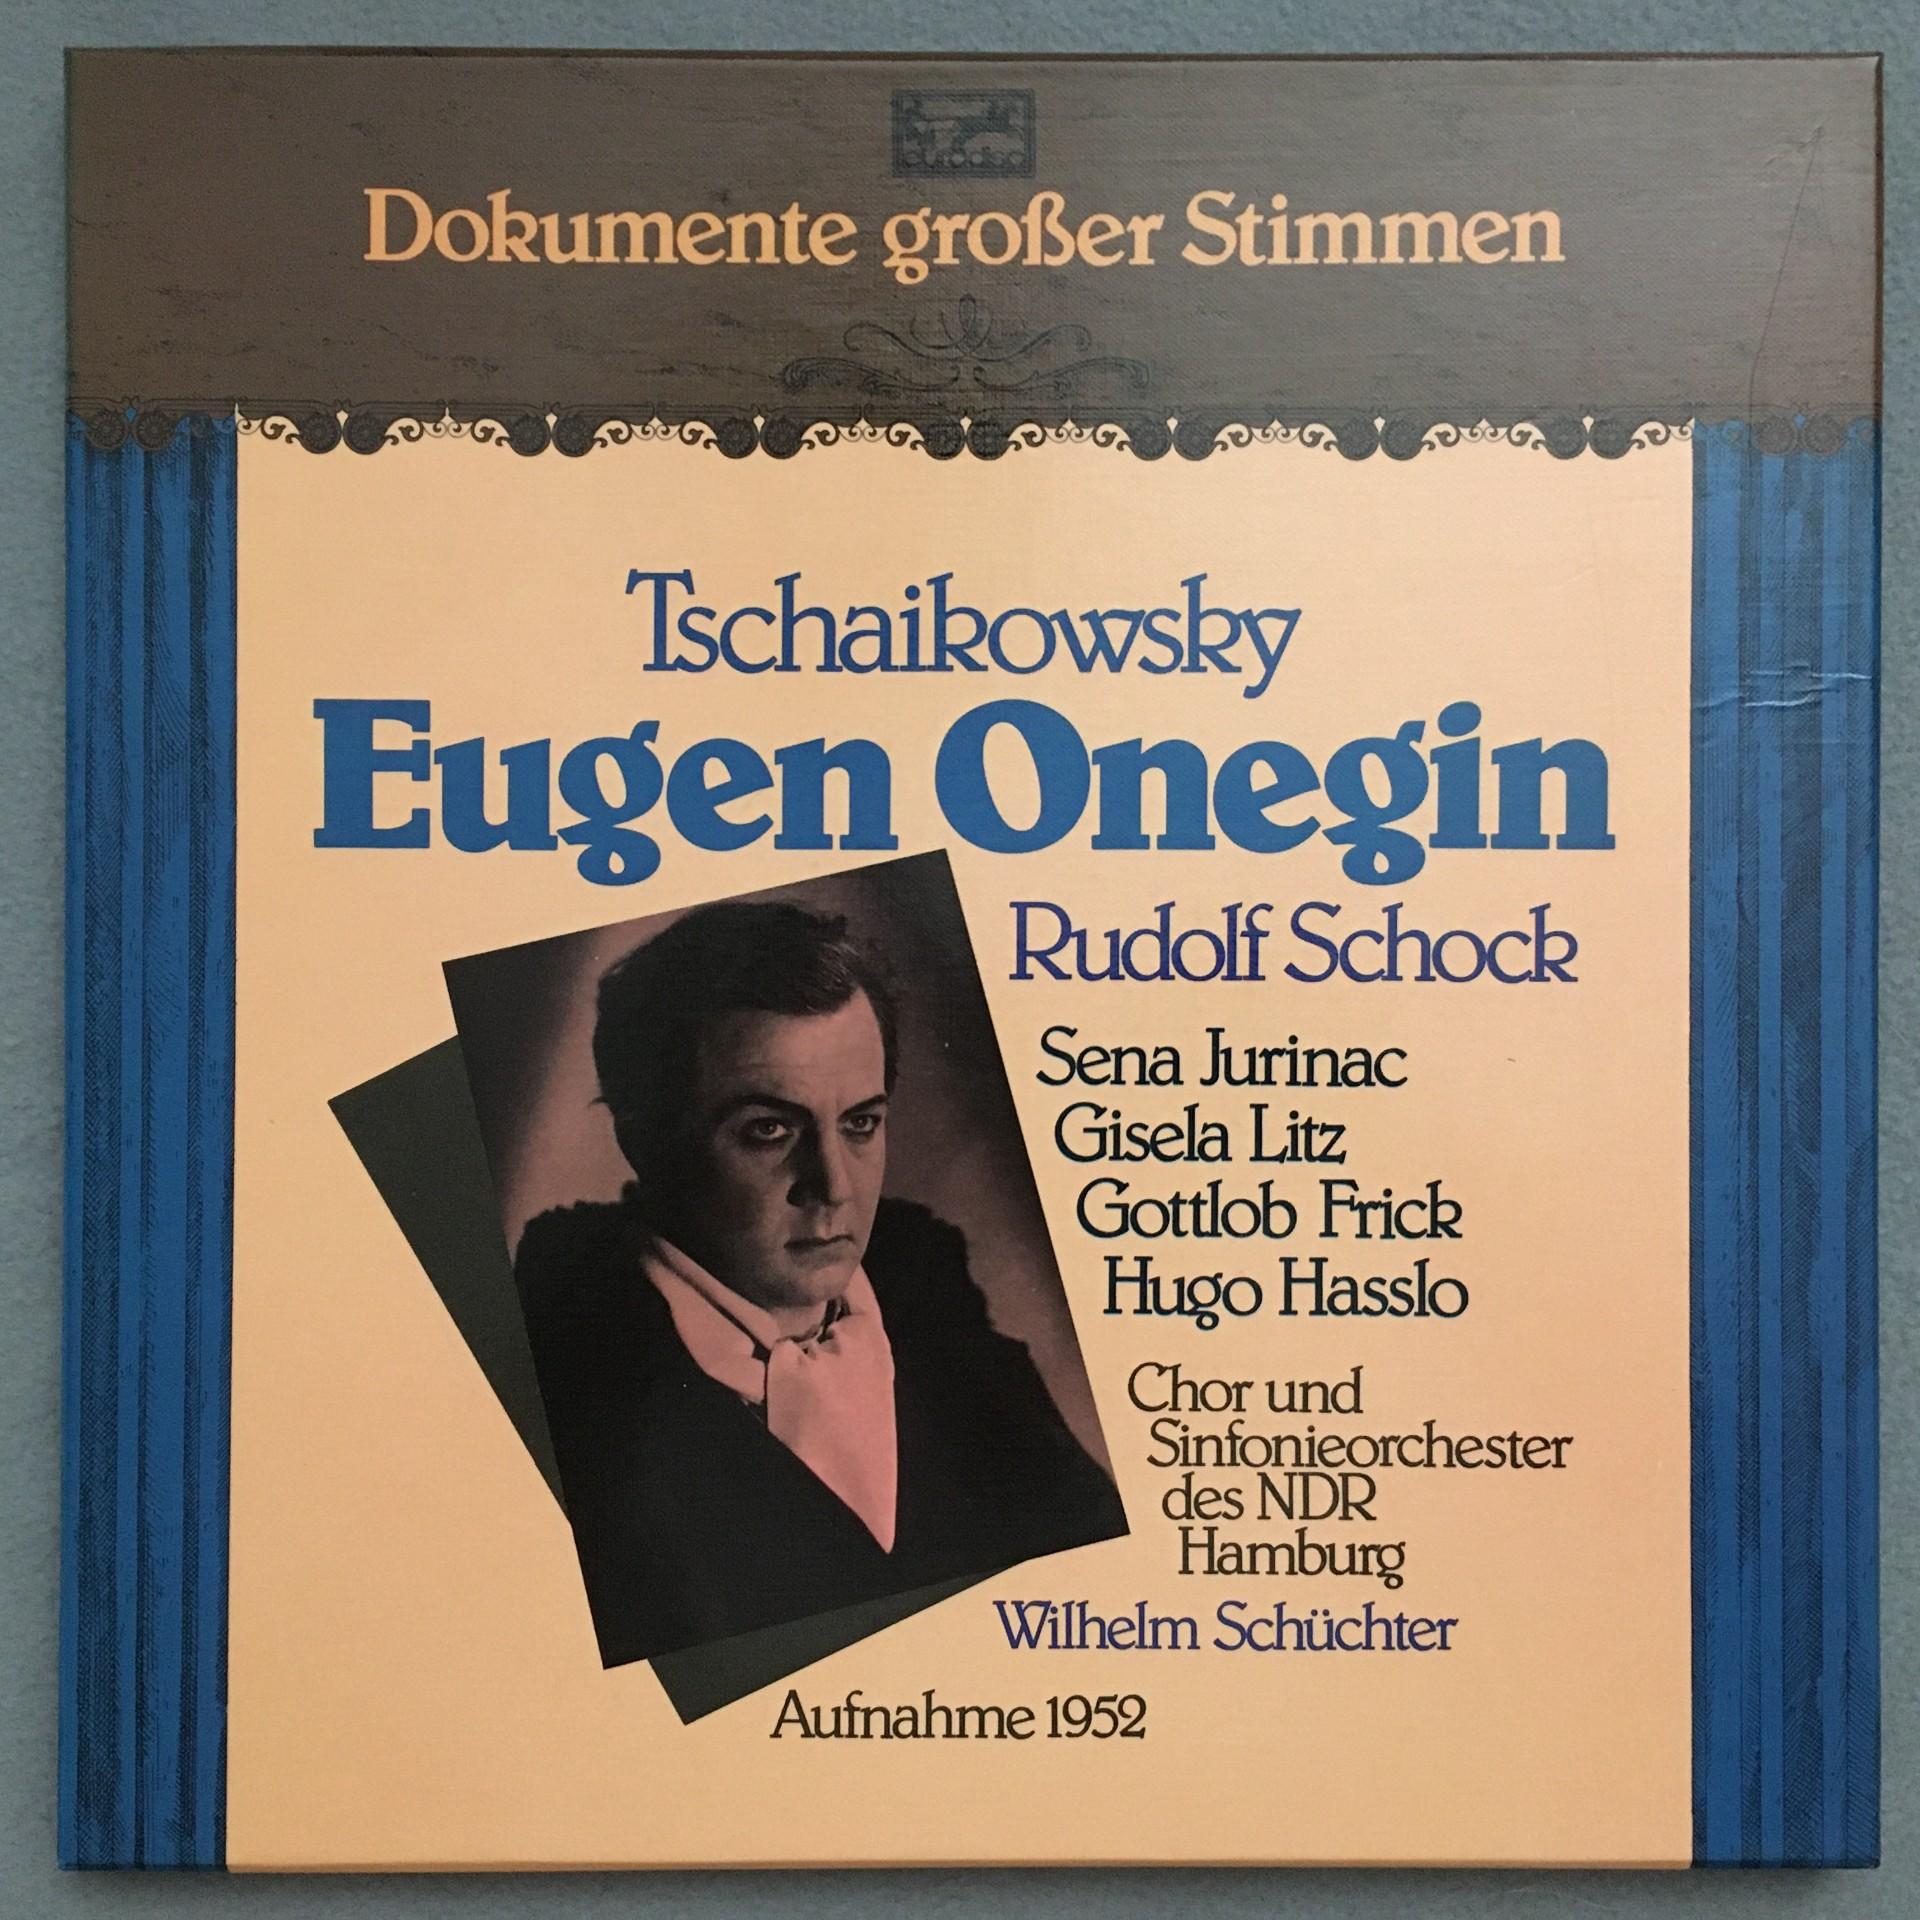 eurodisc
Dokumente großer Stimmen
Tschaikowsky
Eugen Onegin
Rudolf Schock
Sena Jurinac
Gisela Litz
Gottlob Frick
Hugo Hasslo
Chor und
Sinfonieorchester
des NDR
Hamburg
Wilhelm Schüchter
Aufnahme 1952